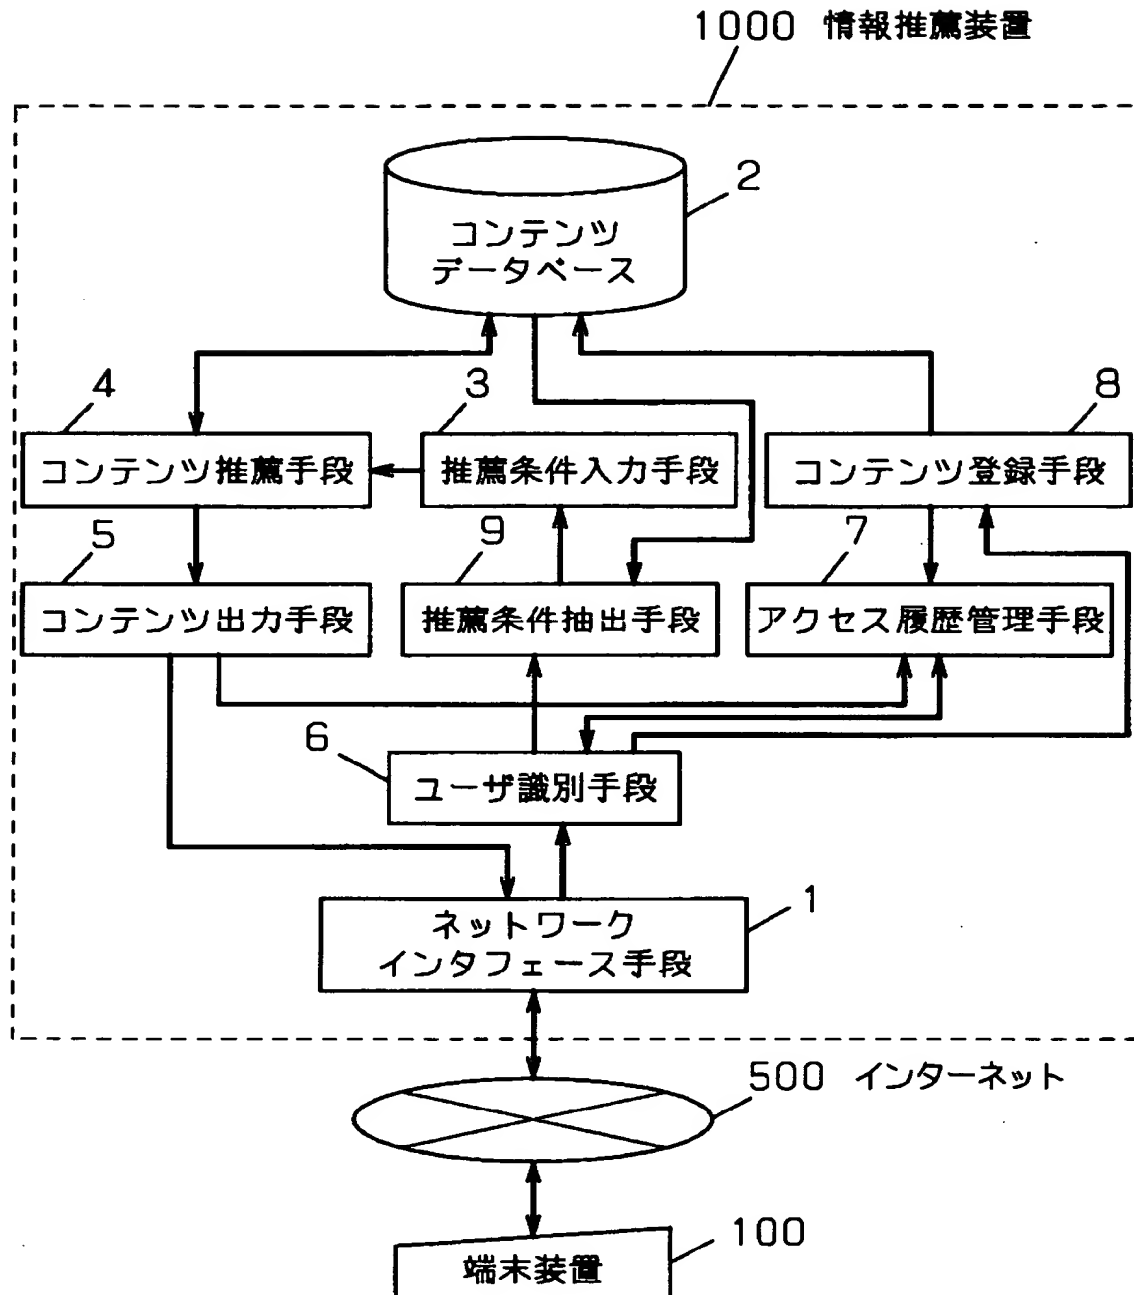 1000 情報推薦装置
2
コンテンツ
データベース
4
3
8
コンテンツ推薦手段
推薦条件入力手段
コンテンツ登録手段
5
9
7
コンテンツ出力手段
推薦条件抽出手段
アクセス履歴管理手段
6
ユーザ識別手段
1
ネットワーク
インタフェース手段
500 インターネット
100
端末装置